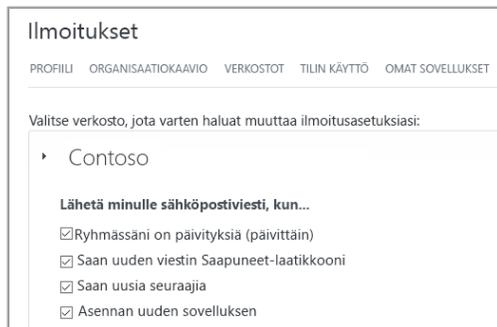 Ilmoitukset
PROFIILI ORGANISAATIOKAAVIO VERKOSTOT TILIN KÄYTTÖ OMAT SOVELLUKSET
Valitse verkosto, jota varten haluat muuttaa ilmoitusasetuksiasi:
Contoso
Lähetä minulle sähköpostiviesti, kun...
Ryhmässäni on päivityksiä (päivittäin)
Saan uuden viestin Saapuneet-laatikkooni
Saan uusia seuraajia
Asennan uuden sovelluksen